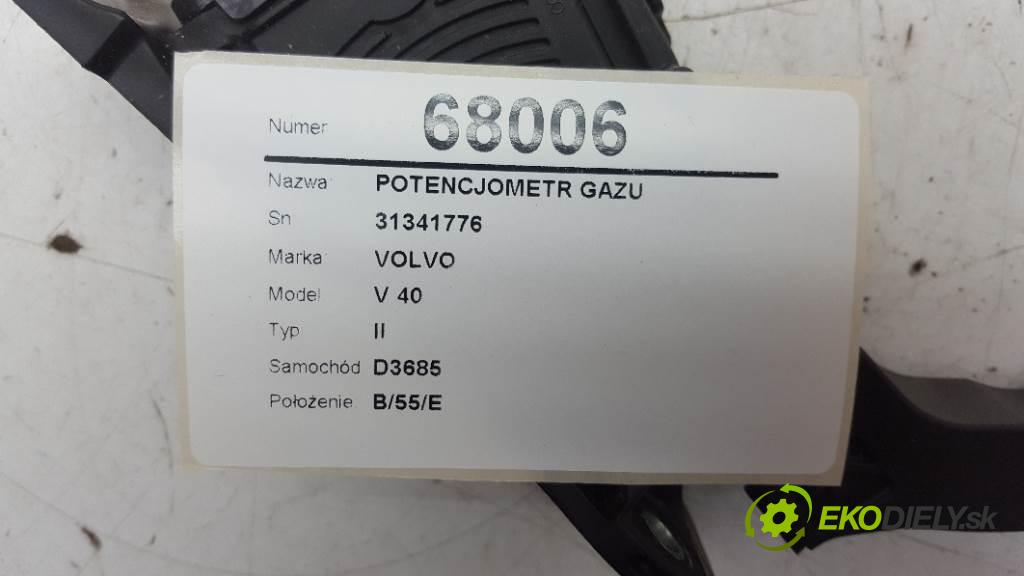 Numer 68006
Nazwa POTENCJOMETR GAZU
Sn 31341776
Marka VOLVO
Model V 40
Typ II
Samochód D3685
Położenie B/55/E
EKODIELY.sk